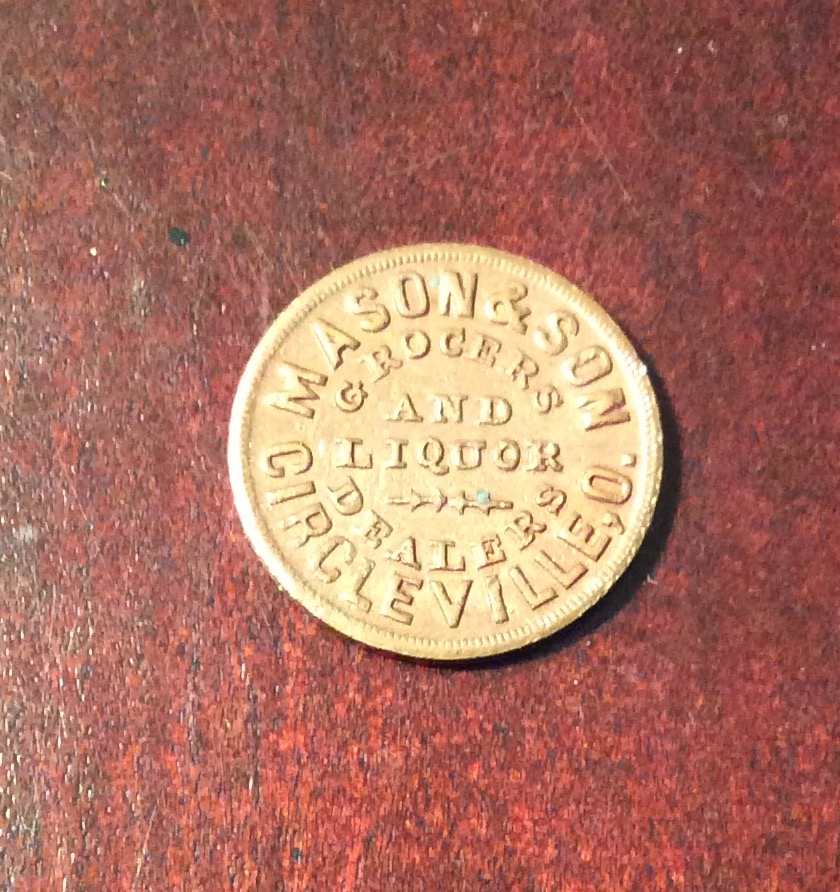 MASON & SON
GROCERS
AND
LIQUOR
DEALERS
CIRCLEVILLE, O.